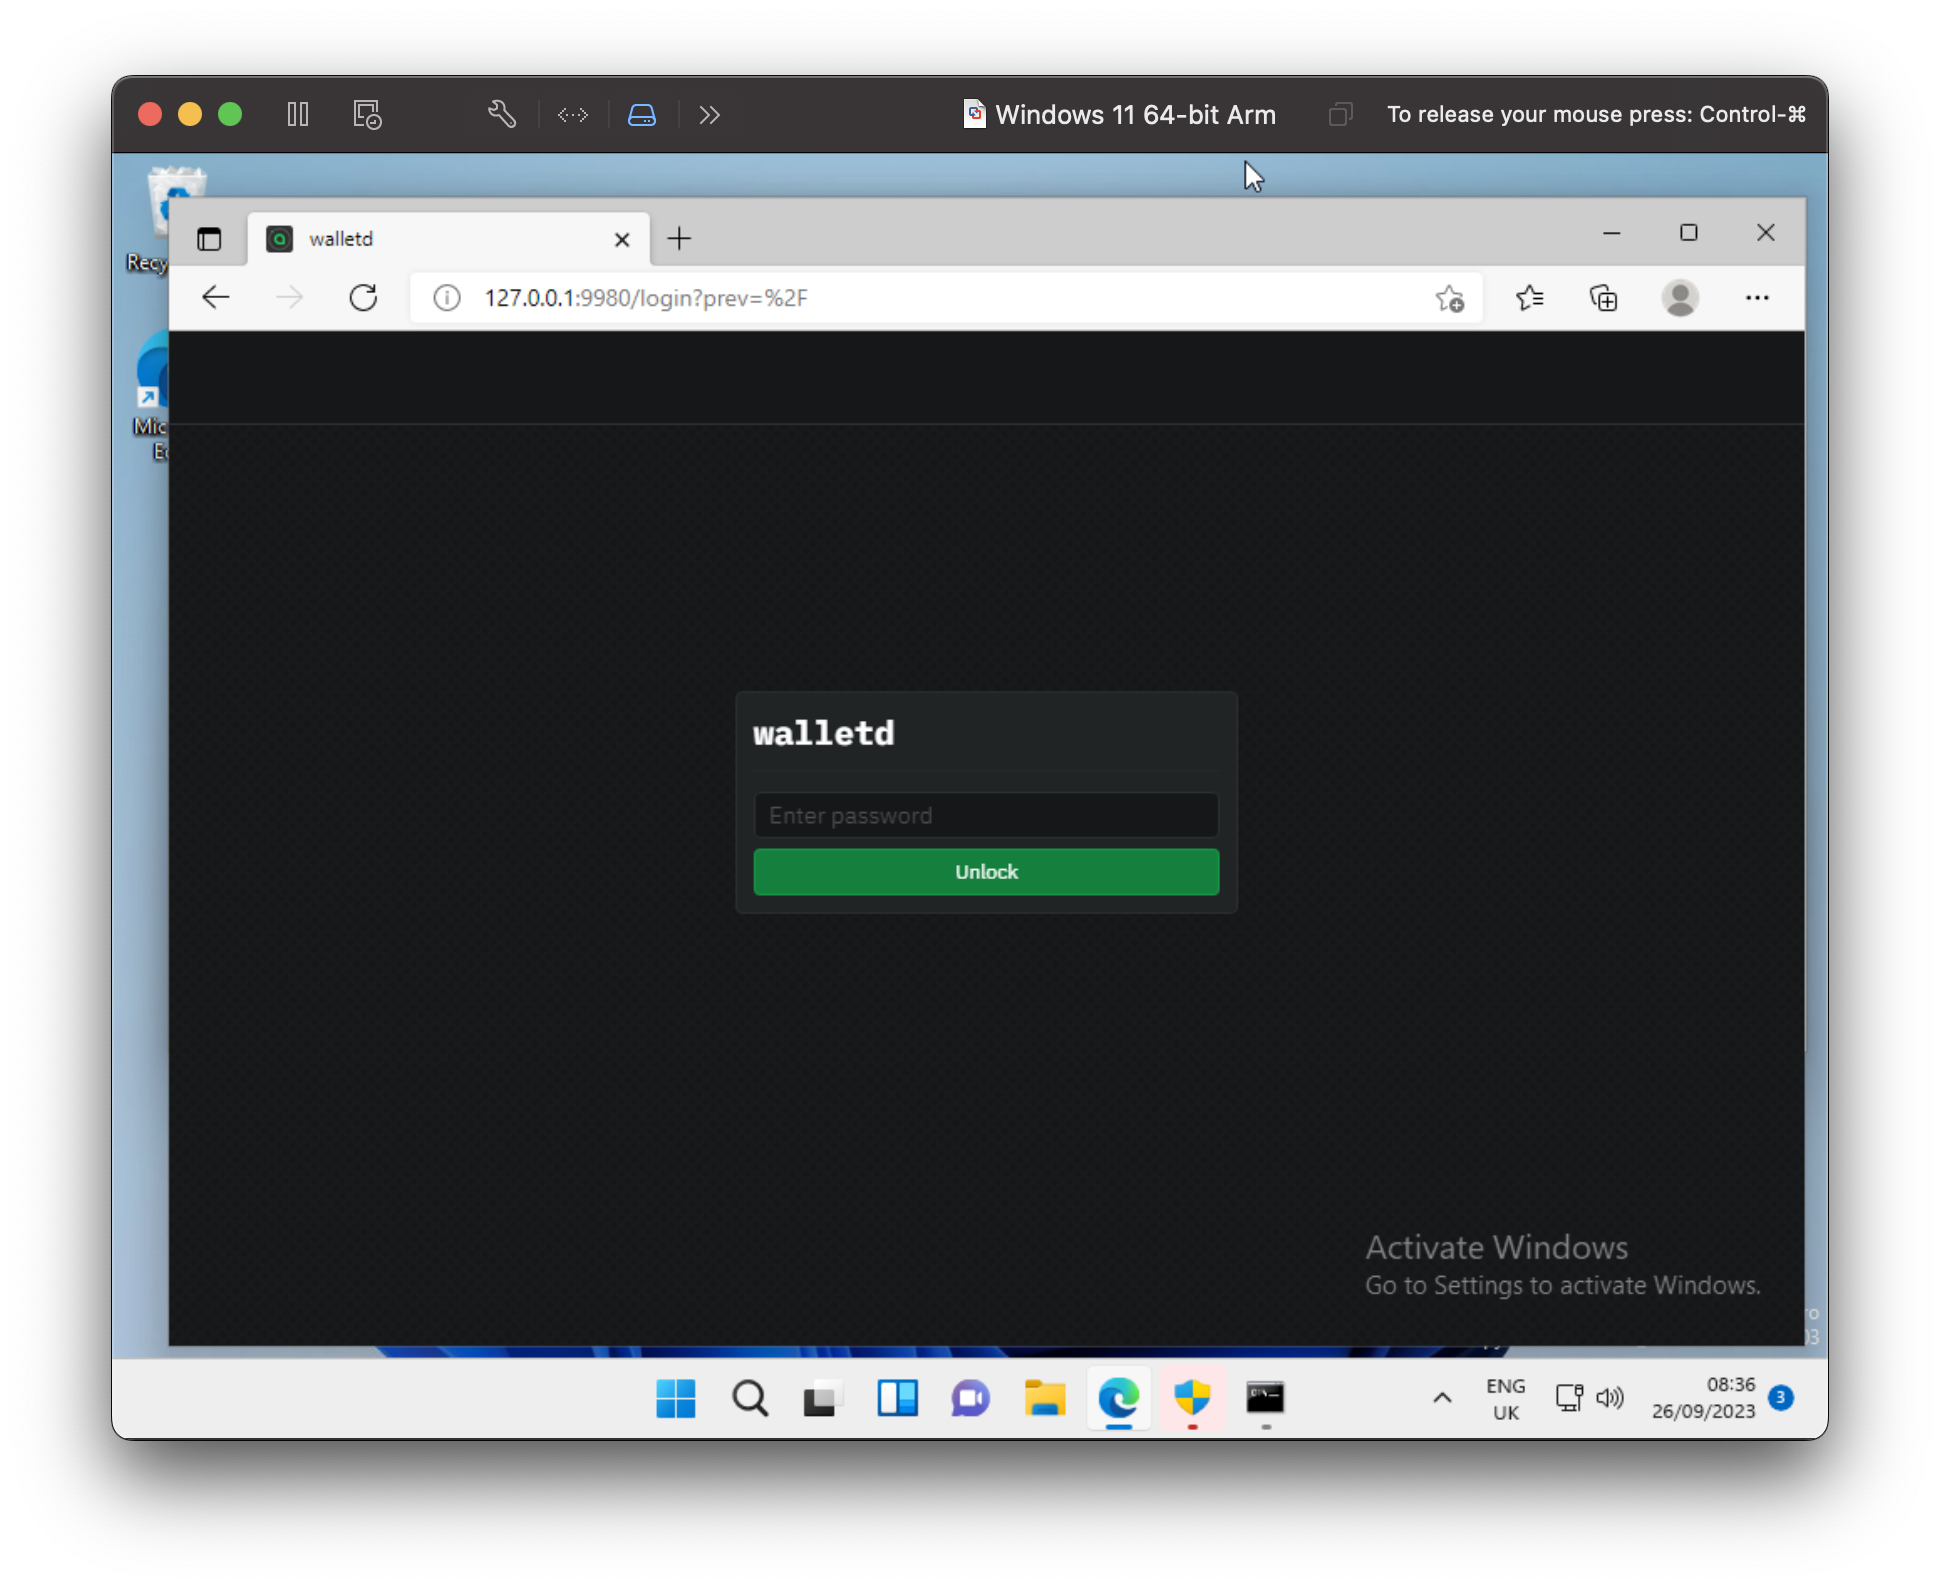 Windows 11 64-bit Arm
To release your mouse press: Control-⌘
walletd
127.0.0.1:9980/login?prev=%2F
walletd
Enter password
Unlock
Activate Windows
Go to Settings to activate Windows.
ENG
UK
08:36
26/09/2023
3